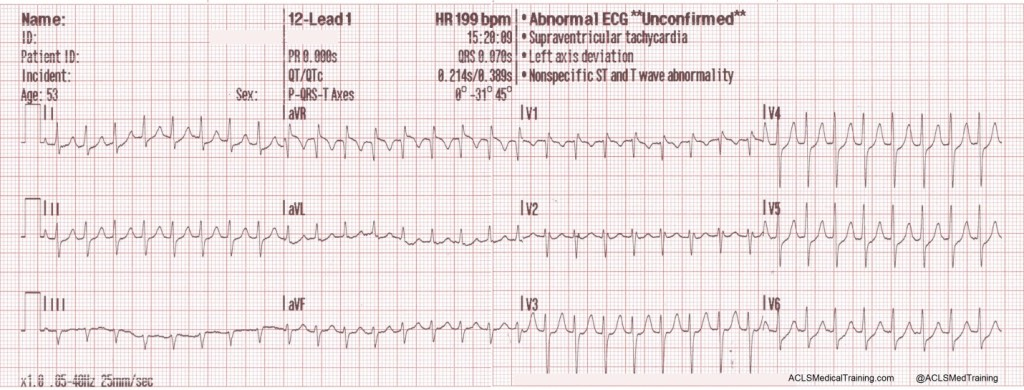 Name: 12-Lead 1 HR 199 bpm • Abnormal ECG **Unconfirmed**
ID: 15:20:09 • Supraventricular tachycardia
Patient ID: PR 0.000s QRS 0.070s • Left axis deviation
Incident: QT/QTc 0.214s/0.389s • Nonspecific ST and T wave abnormality
Age: 53 Sex: P-QRS-T Axes 0° -31° 45°
I aVR V1 V4
II aVL V2 V5
III aVF V3 V6
x1.0 .05-40Hz 25mm/sec
ACLSMedicalTraining.com @ACLSMedTraining